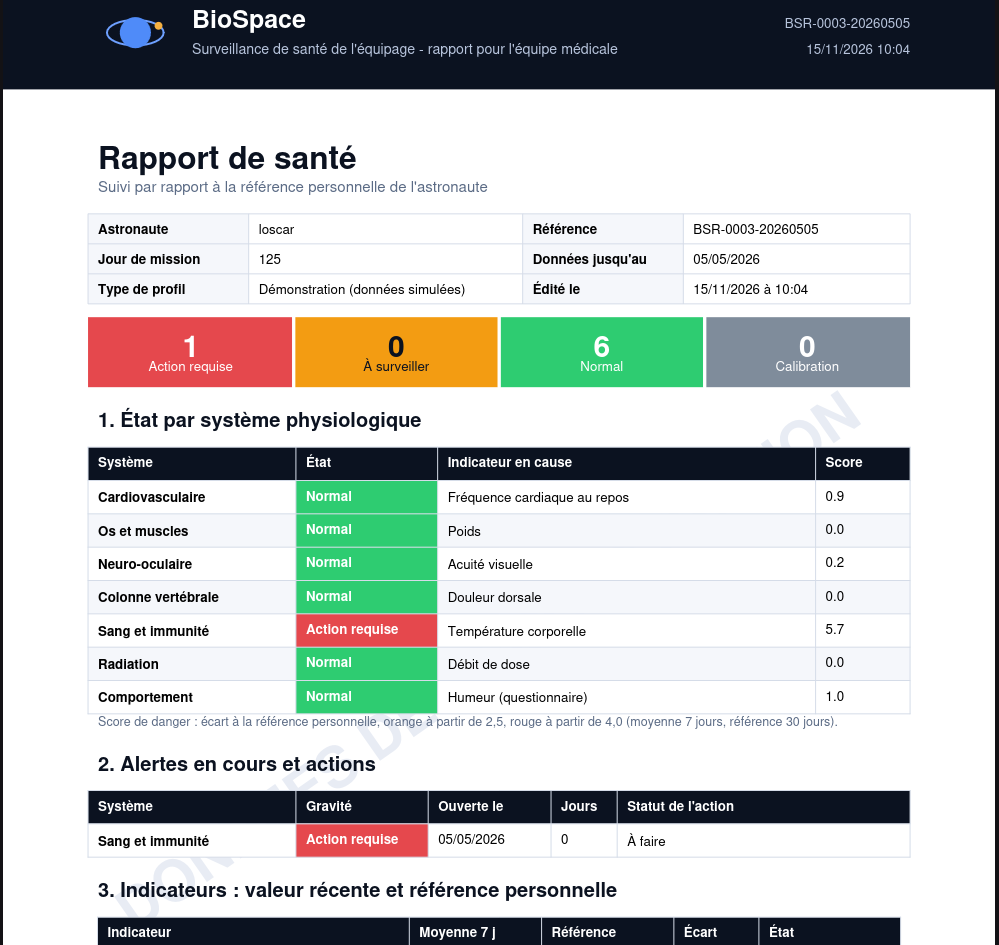 BioSpace
BSR-0003-20260505
Surveillance de santé de l'équipage - rapport pour l'équipe médicale
15/11/2026 10:04
Rapport de santé
Suivi par rapport à la référence personnelle de l'astronaute
Astronaute loscar Référence BSR-0003-20260505
Jour de mission 125 Données jusqu'au 05/05/2026
Type de profil Démonstration (données simulées) Édité le 15/11/2026 à 10:04
1 0 6 0
Action requise À surveiller Normal Calibration
1. État par système physiologique
Système État Indicateur en cause Score
Cardiovasculaire Normal Fréquence cardiaque au repos 0.9
Os et muscles Normal Poids 0.0
Neuro-oculaire Normal Acuité visuelle 0.2
Colonne vertébrale Normal Douleur dorsale 0.0
Sang et immunité Action requise Température corporelle 5.7
Radiation Normal Débit de dose 0.0
Comportement Normal Humeur (questionnaire) 1.0
Score de danger : écart à la référence personnelle, orange à partir de 2,5, rouge à partir de 4,0 (moyenne 7 jours, référence 30 jours).
2. Alertes en cours et actions
Système Gravité Ouverte le Jours Statut de l'action
Sang et immunité Action requise 05/05/2026 0 À faire
3. Indicateurs : valeur récente et référence personnelle
Indicateur Moyenne 7 j Référence Écart État